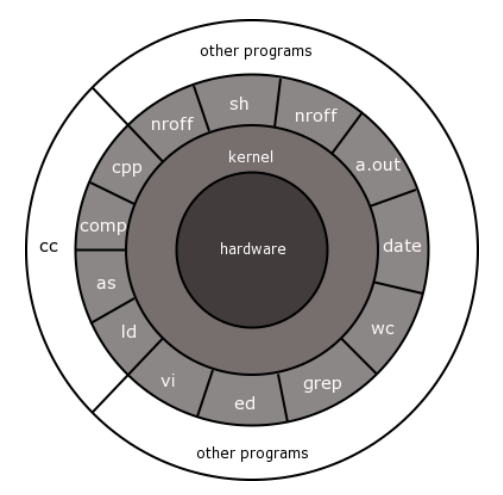 other programs
sh
nroff
nroff
kernel
a.out
cpp
comp
cc
hardware
date
as
ld
wc
vi
grep
ed
other programs